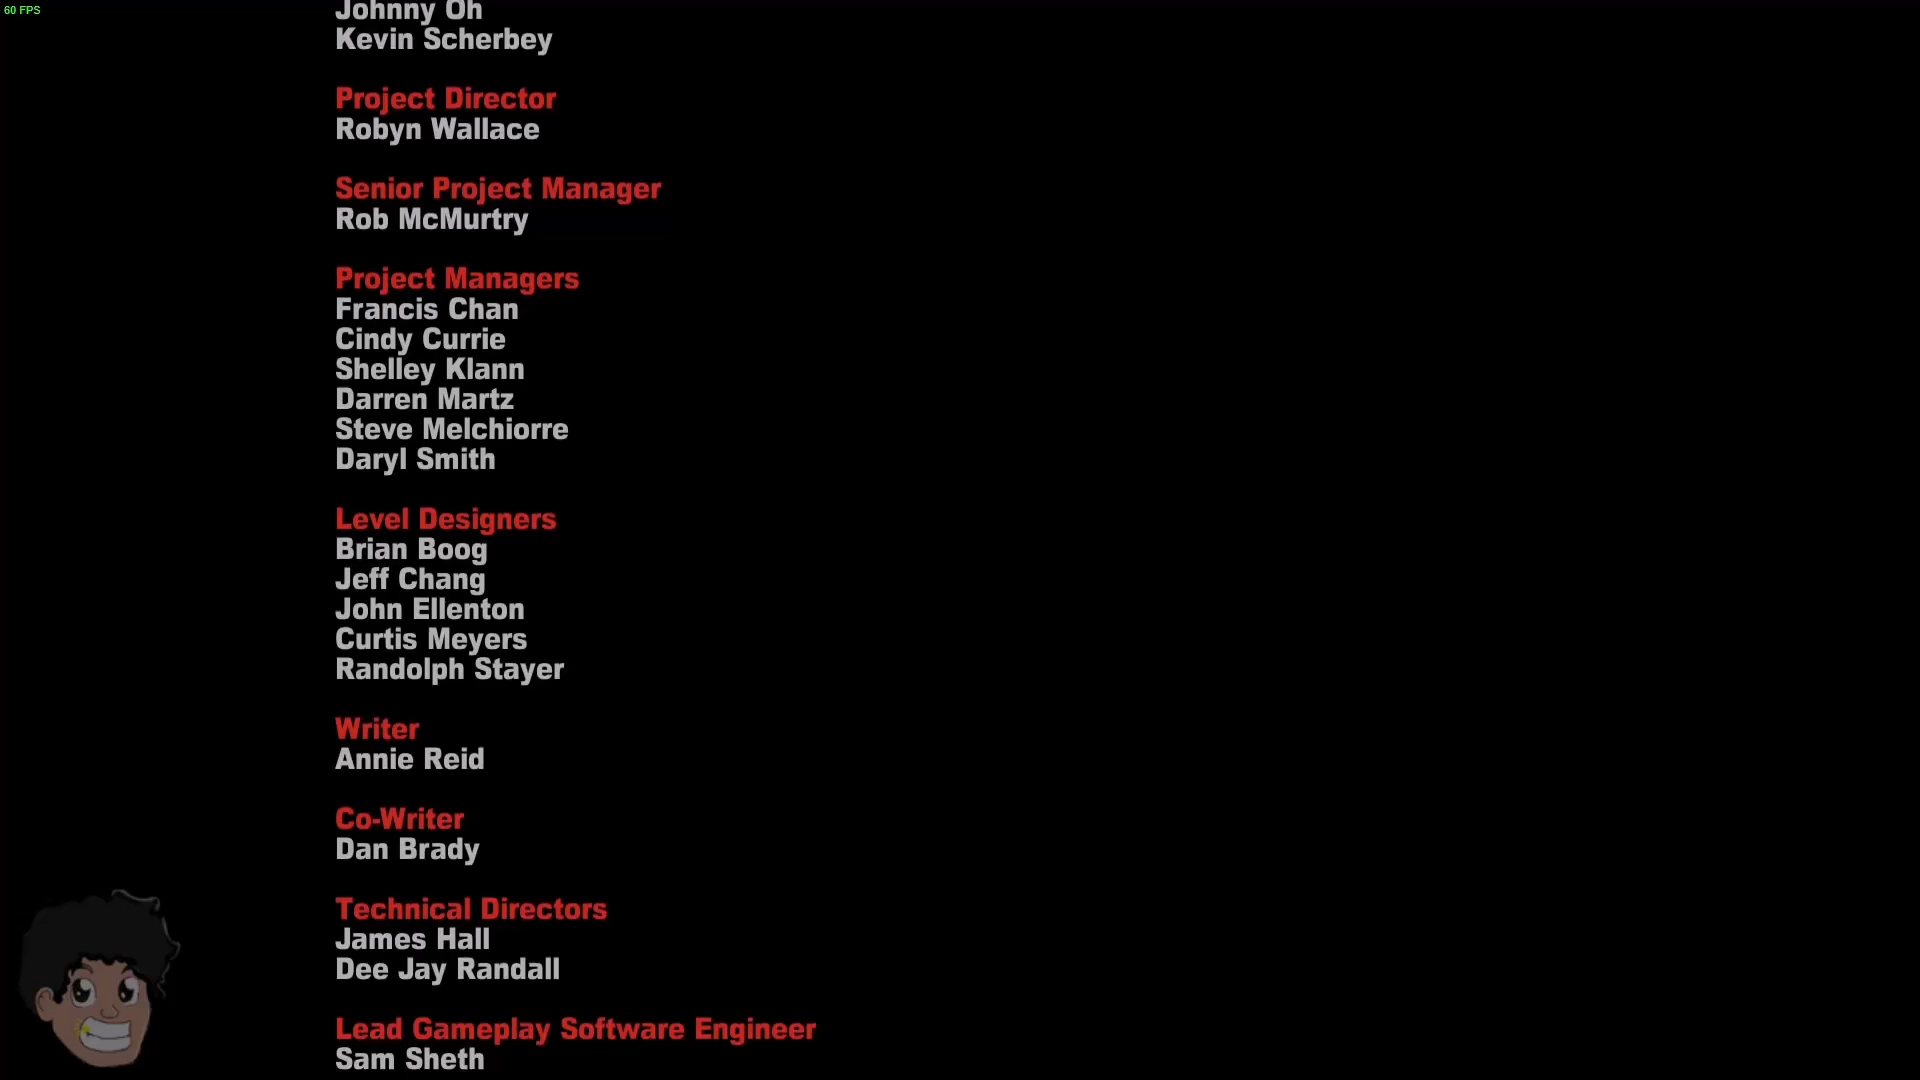 60 FPS
Johnny Oh
Kevin Scherbey
Project Director
Robyn Wallace
Senior Project Manager
Rob McMurtry
Project Managers
Francis Chan
Cindy Currie
Shelley Klann
Darren Martz
Steve Melchiorre
Daryl Smith
Level Designers
Brian Boog
Jeff Chang
John Ellenton
Curtis Meyers
Randolph Stayer
Writer
Annie Reid
Co-Writer
Dan Brady
Technical Directors
James Hall
Dee Jay Randall
Lead Gameplay Software Engineer
Sam Sheth